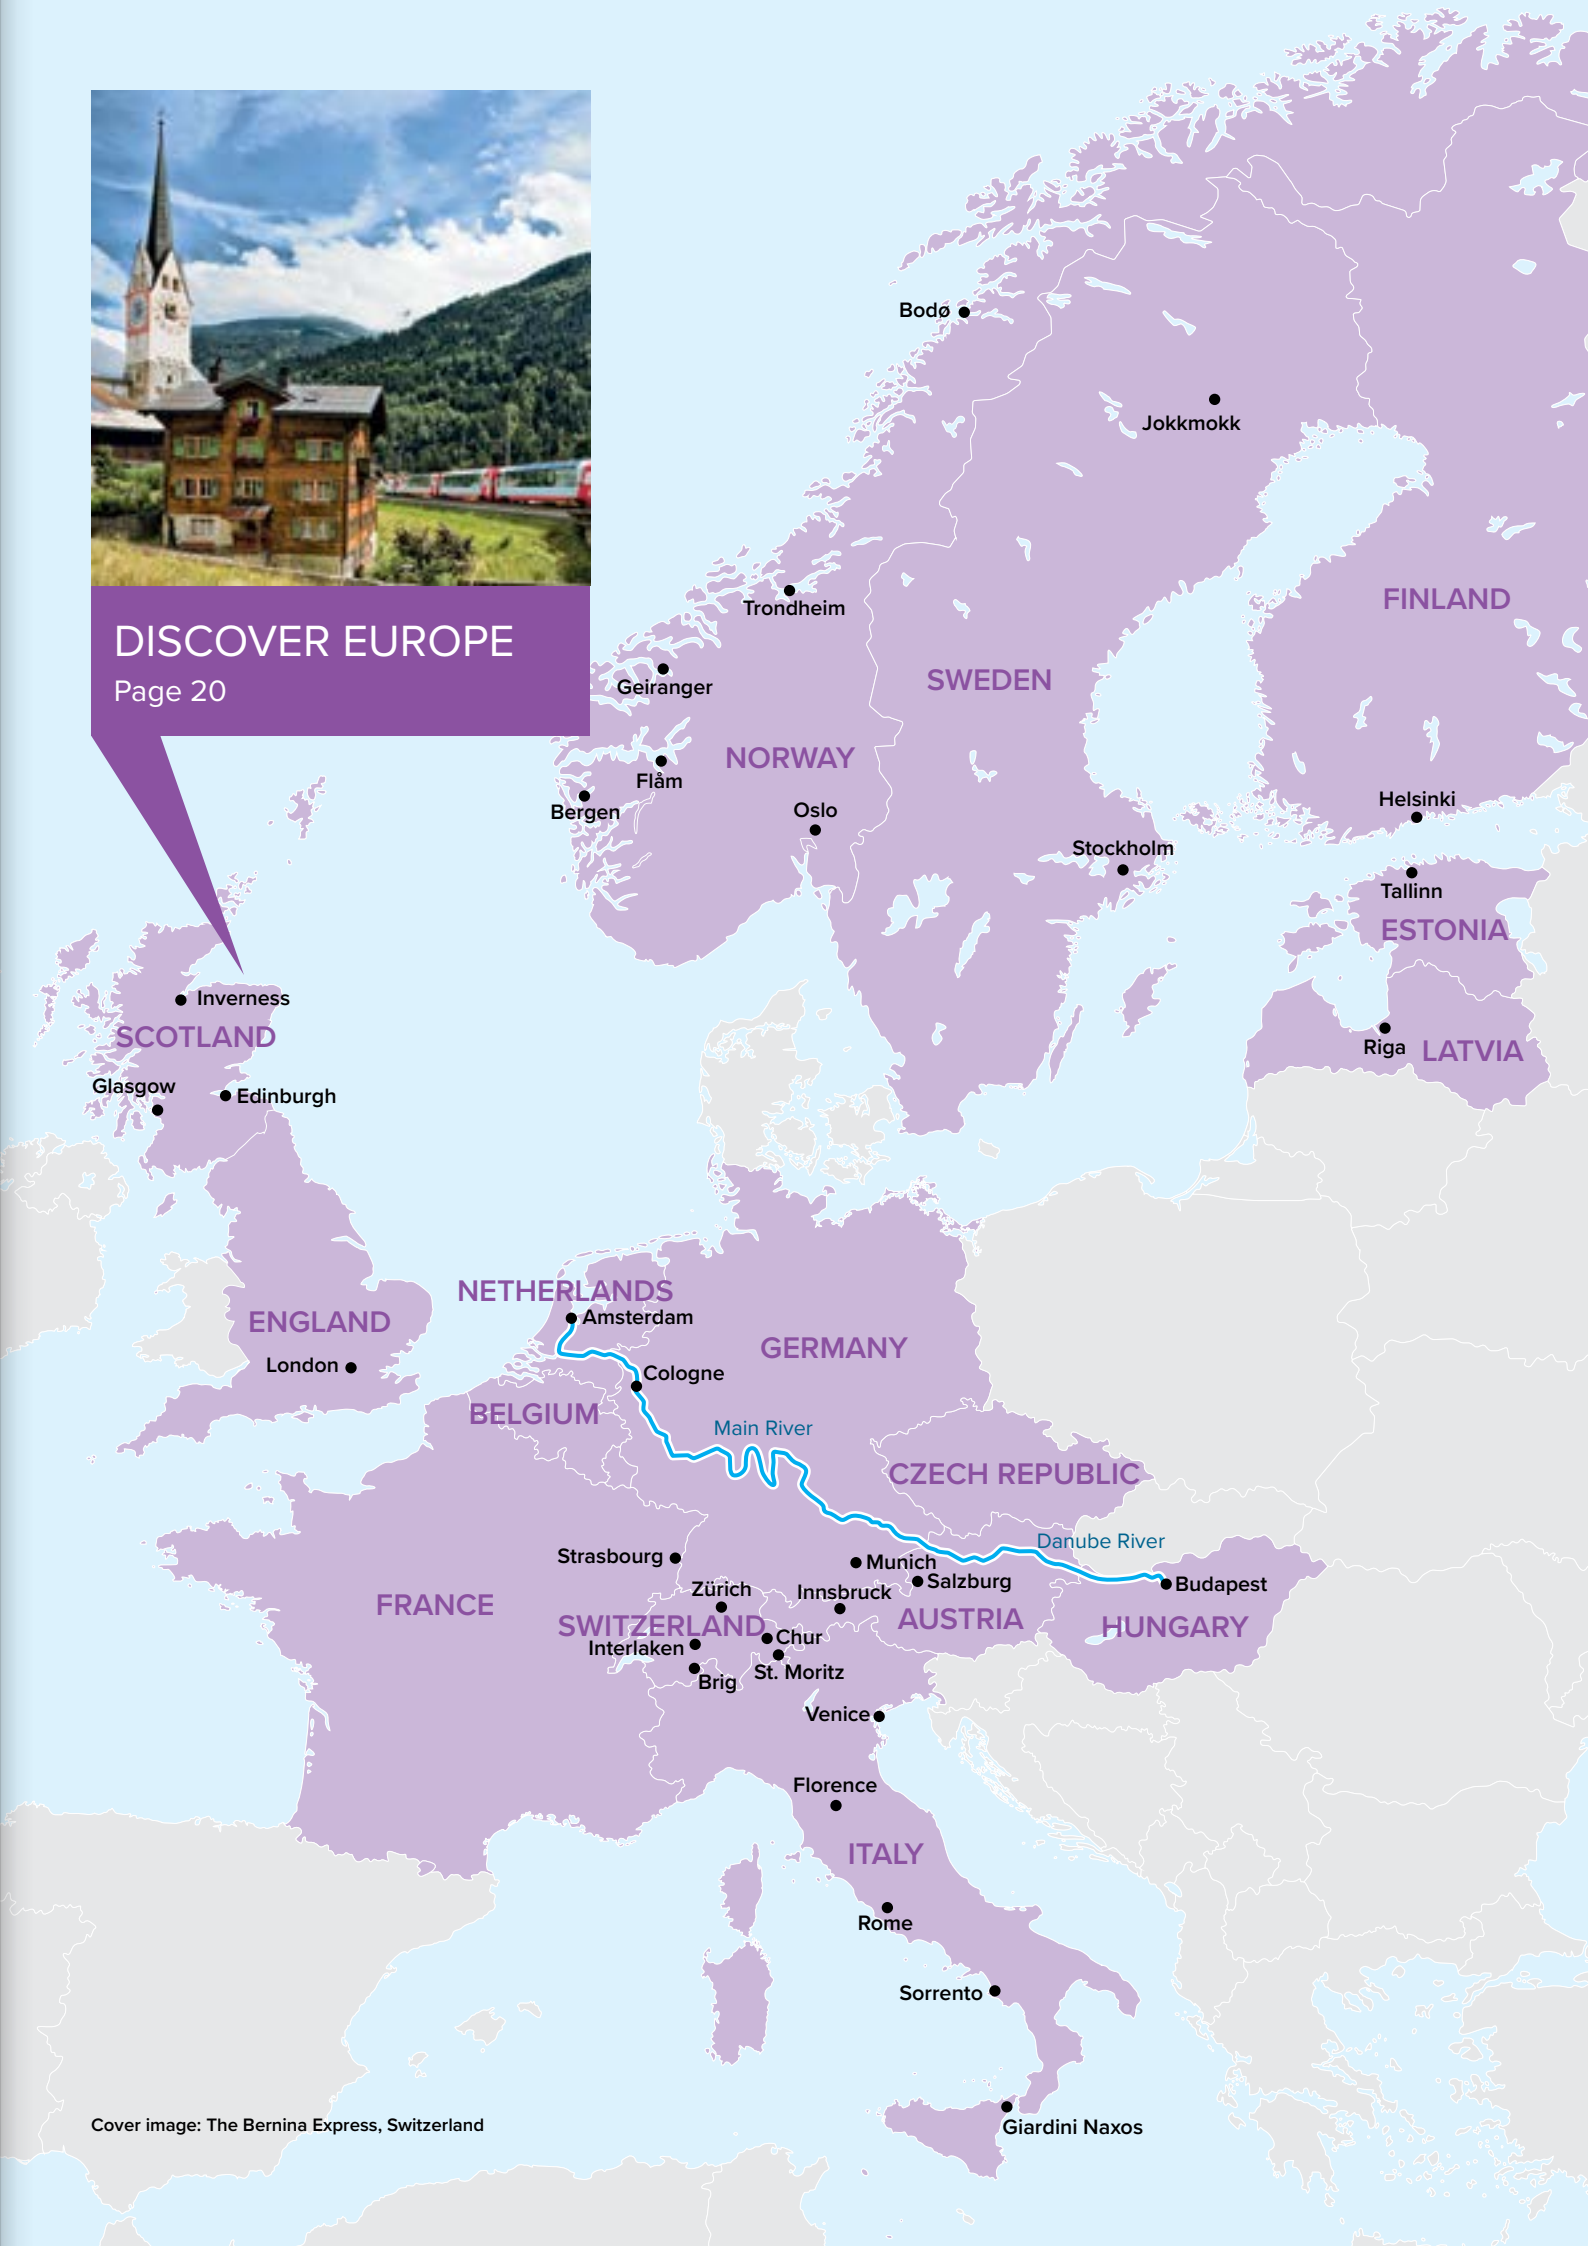 DISCOVER EUROPE
Page 20
Bodø
Jokkmokk
Trondheim
FINLAND
SWEDEN
Geiranger
NORWAY
Flåm
Bergen
Oslo
Helsinki
Stockholm
Tallinn
ESTONIA
Inverness
SCOTLAND
Riga
LATVIA
Glasgow
Edinburgh
NETHERLANDS
Amsterdam
ENGLAND
GERMANY
London
Cologne
BELGIUM
Main River
CZECH REPUBLIC
Danube River
Strasbourg
Munich
Salzburg
Budapest
Zürich
Innsbruck
FRANCE
SWITZERLAND
AUSTRIA
HUNGARY
Chur
Interlaken
St. Moritz
Brig
Venice
Florence
ITALY
Rome
Sorrento
Giardini Naxos
Cover image: The Bernina Express, Switzerland